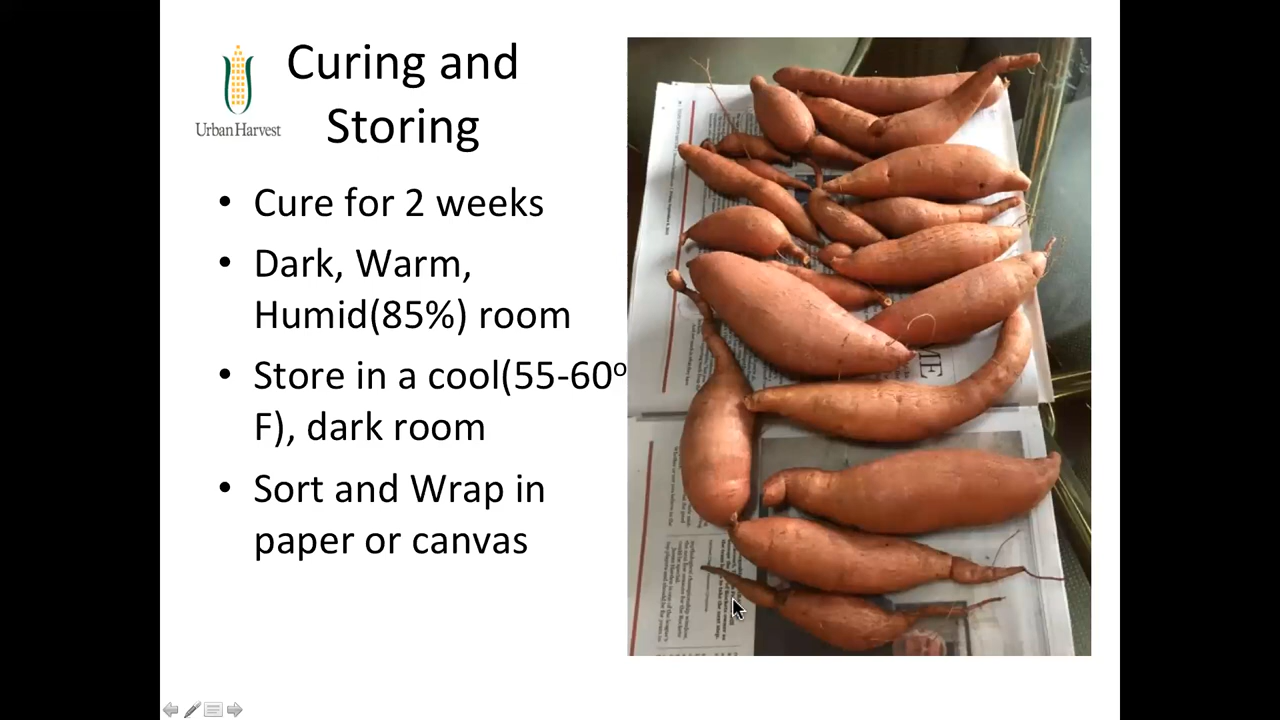 Curing and
Storing
Urban Harvest
• Cure for 2 weeks
• Dark, Warm,
Humid(85%) room
• Store in a cool(55-60º
F), dark room
• Sort and Wrap in
paper or canvas
ME